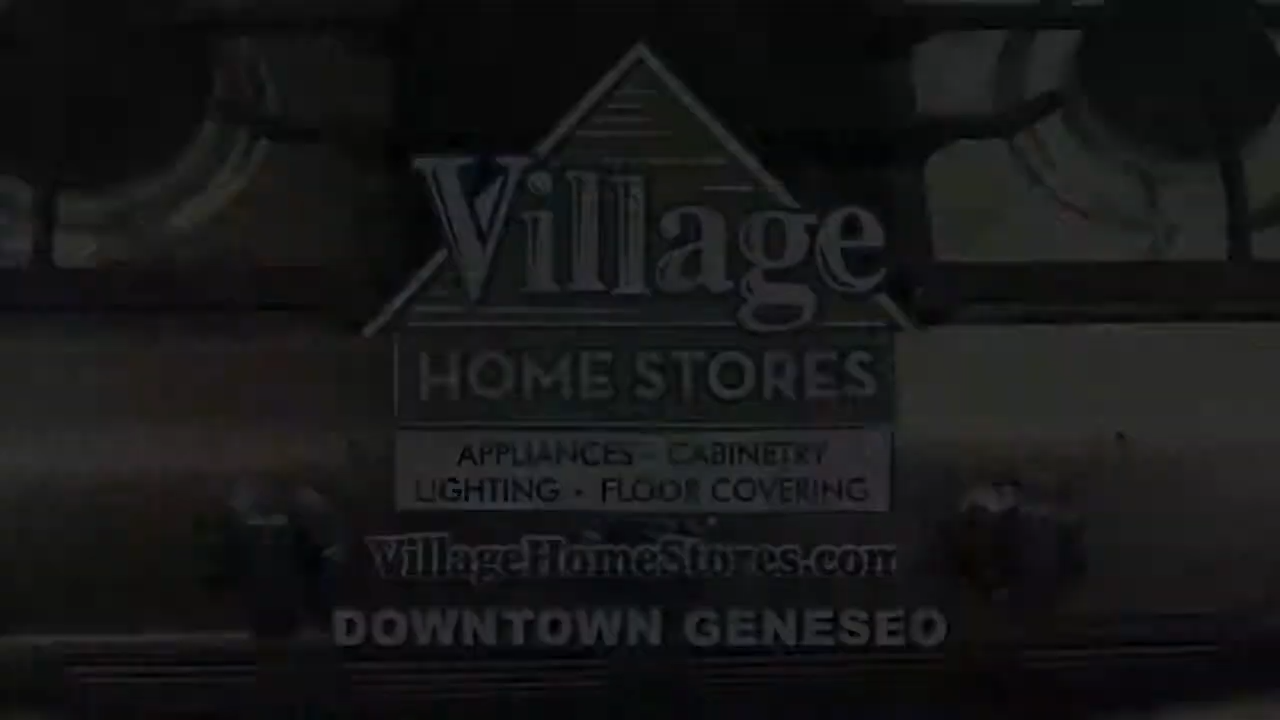 Village
HOME STORES
APPLIANCES - CABINETRY
LIGHTING • FLOOR COVERING
VillageHomeStores.com
DOWNTOWN GENESEO